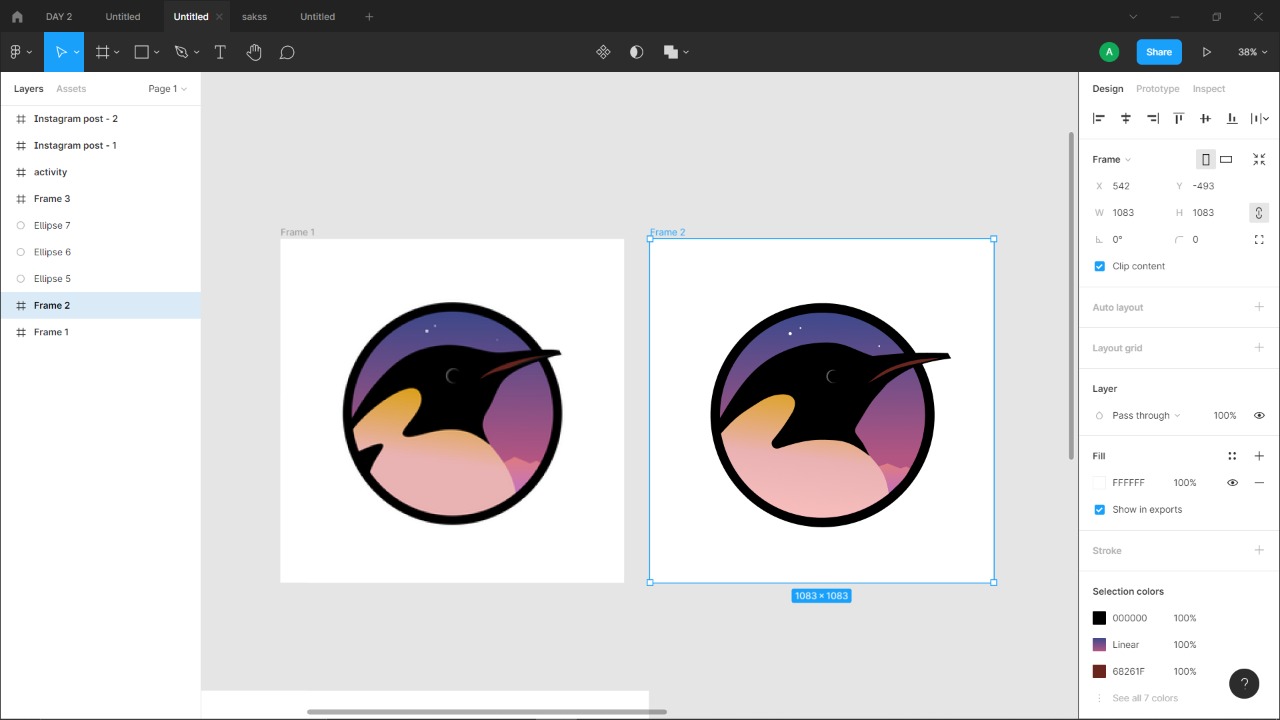 DAY 2 Untitled Untitled sakss Untitled
A Share 38%
Layers Assets Page 1
Instagram post - 2
Instagram post - 1
activity
Frame 3
Ellipse 7
Ellipse 6
Ellipse 5
Frame 2
Frame 1
Frame 1
Frame 2
1083 × 1083
Design Prototype Inspect
Frame
X 542 Y -493
W 1083 H 1083
0° 0
Clip content
Auto layout
Layout grid
Layer
Pass through 100%
Fill
FFFFFF 100%
Show in exports
Stroke
Selection colors
000000 100%
Linear 100%
68261F 100%
See all 7 colors
?